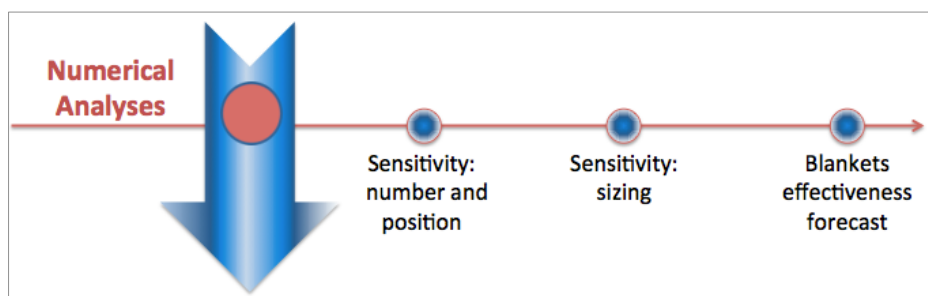 Numerical
Analyses
Sensitivity:
number and
position
Sensitivity:
sizing
Blankets
effectiveness
forecast